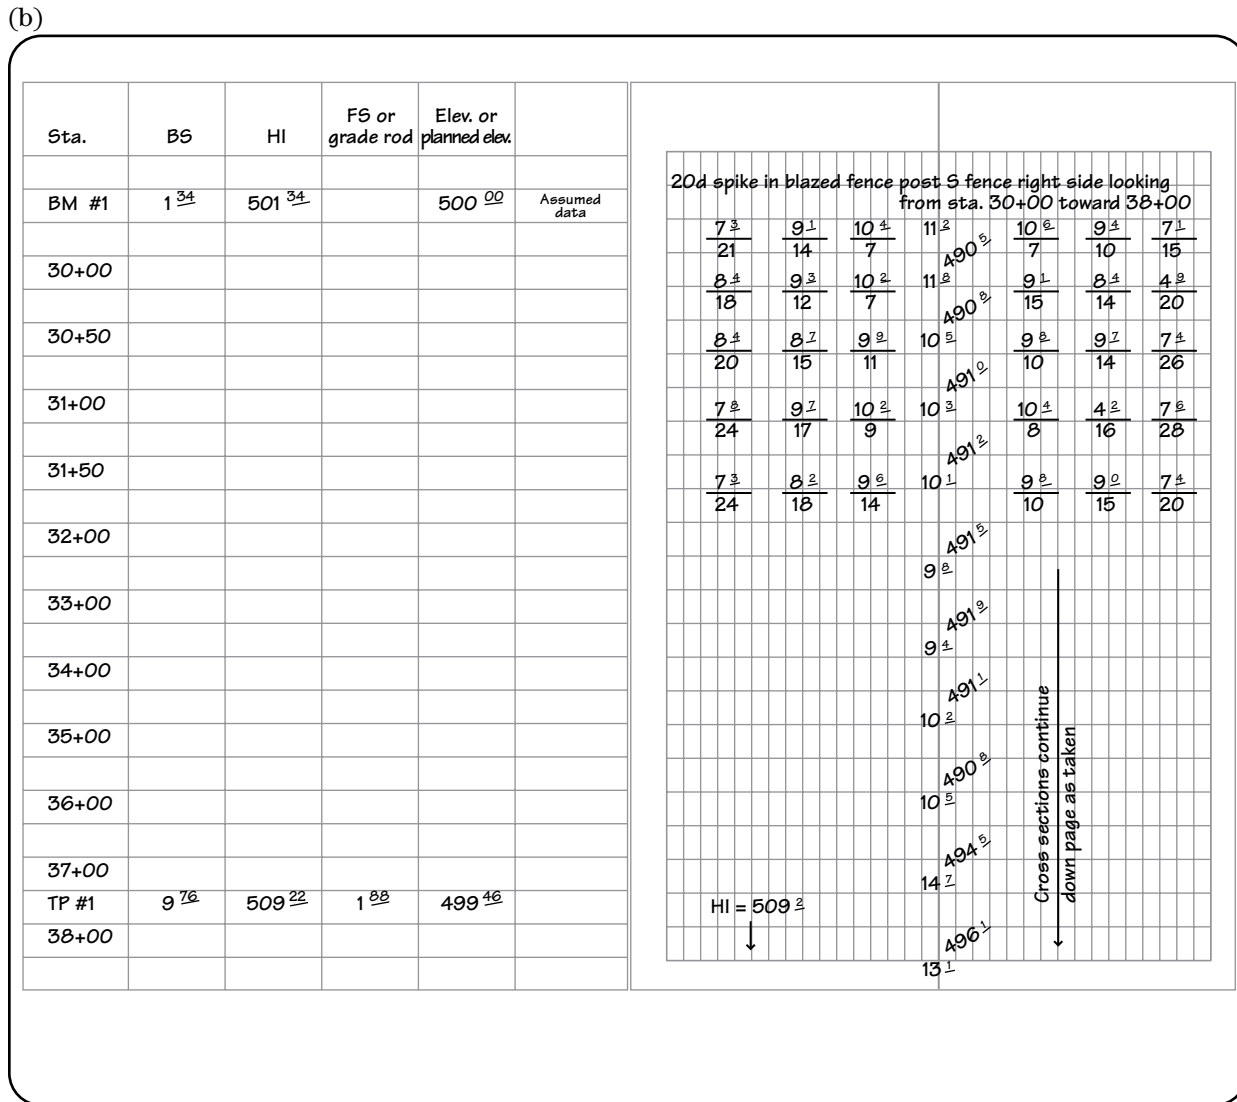 (b)
Sta. BS HI FS or grade rod Elev. or planned elev.
BM #1 1 34 501 34 500 00 Assumed data
30+00
30+50
31+00
31+50
32+00
33+00
34+00
35+00
36+00
37+00
TP #1 9 76 509 22 1 88 499 46
38+00
20d spike in blazed fence post S fence right side looking
from sta. 30+00 toward 38+00
7 3 9 1 10 4 11 2 10 6 9 4 7 1
21 14 7 490 5 7 10 15
8 4 9 3 10 2 11 8 9 1 8 4 4 9
18 12 7 490 8 15 14 20
8 4 8 7 9 9 10 5 9 8 9 7 7 4
20 15 11 491 0 10 14 26
7 8 9 7 10 2 10 3 10 4 4 2 7 6
24 17 9 491 2 8 16 28
7 3 8 2 9 6 10 1 9 8 9 0 7 4
24 18 14 10 15 20
491 5
9 8
491 9
9 4
491 1
10 2
490 8
10 5
494 5
14 7
HI = 509 2
496 1
13 1
Cross sections continue
down page as taken